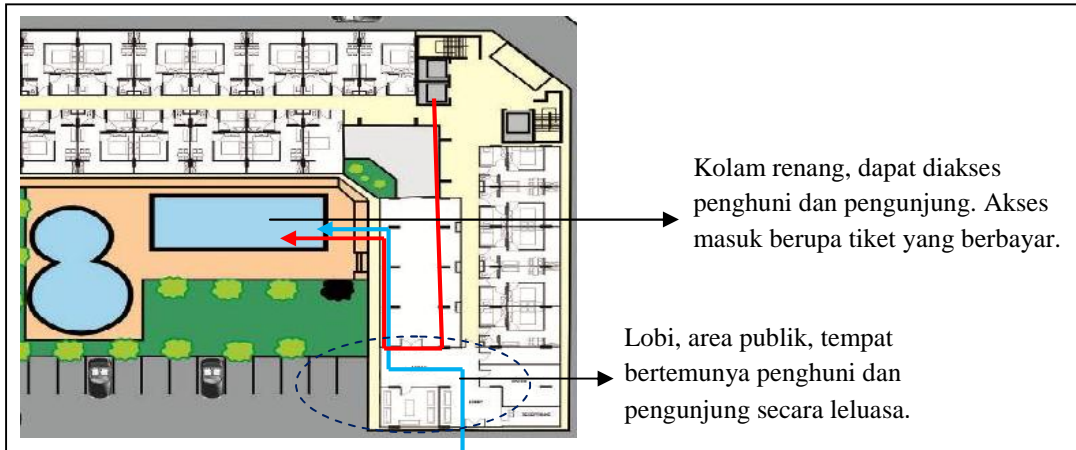 Kolam renang, dapat diakses
penghuni dan pengunjung. Akses
masuk berupa tiket yang berbayar.
Lobi, area publik, tempat
bertemunya penghuni dan
pengunjung secara leluasa.
LOBBY